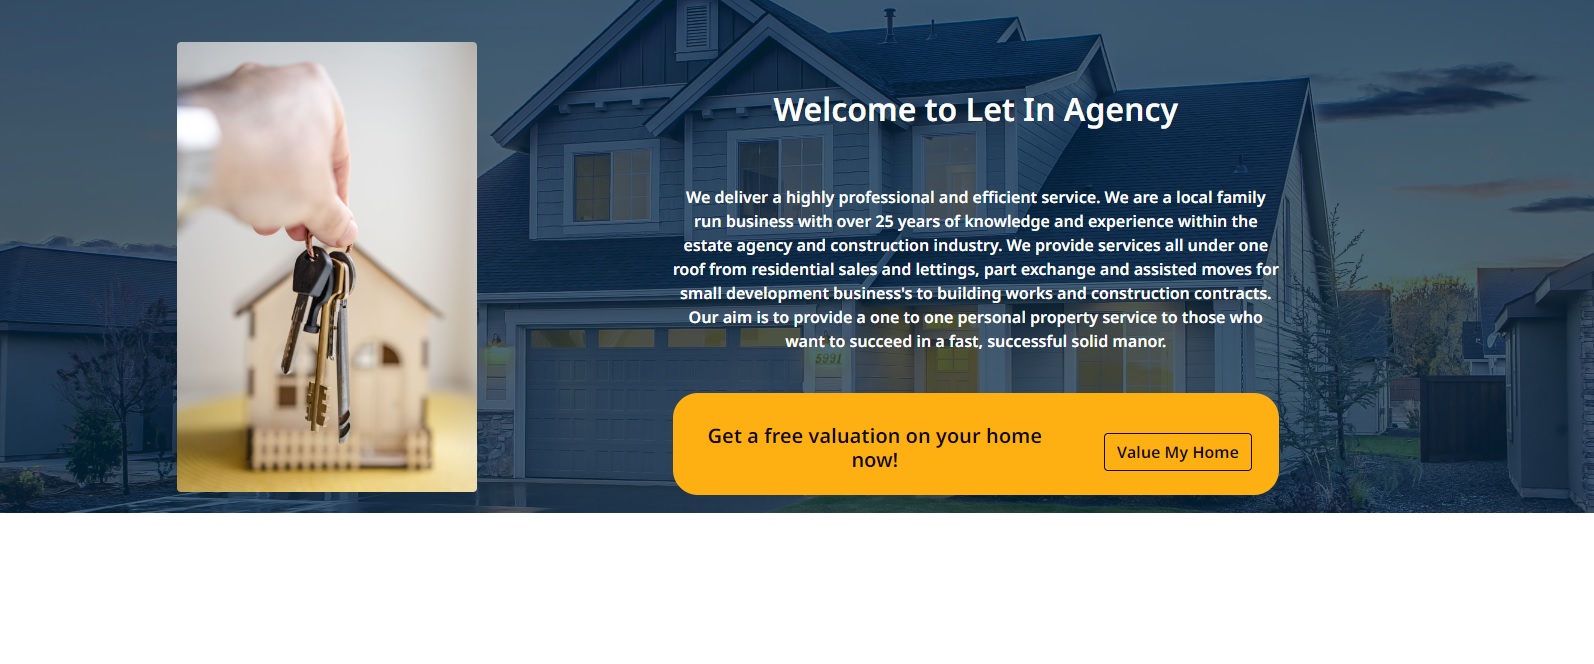 Welcome to Let In Agency
We deliver a highly professional and efficient service. We are a local family
run business with over 25 years of knowledge and experience within the
estate agency and construction industry. We provide services all under one
roof from residential sales and lettings, part exchange and assisted moves for
small development business's to building works and construction contracts.
Our aim is to provide a one to one personal property service to those who
want to succeed in a fast, successful solid manor.
5991
Get a free valuation on your home
now!
Value My Home